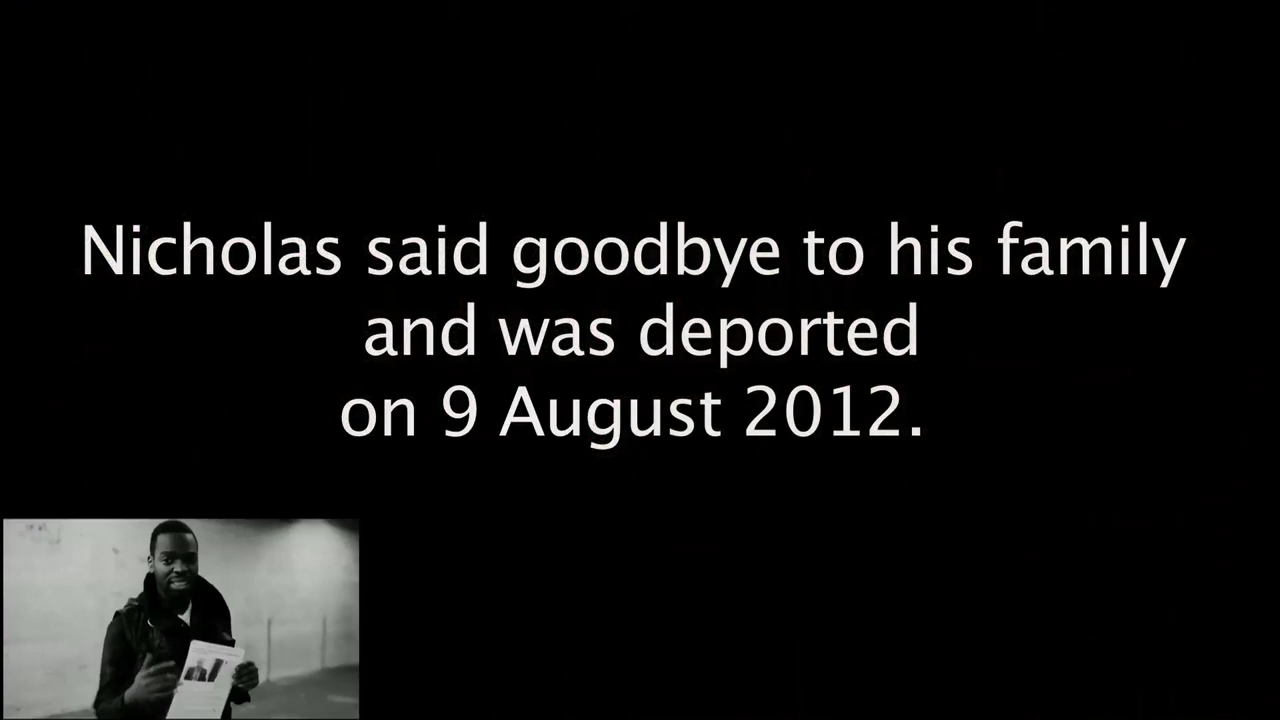 Nicholas said goodbye to his family
and was deported
on 9 August 2012.